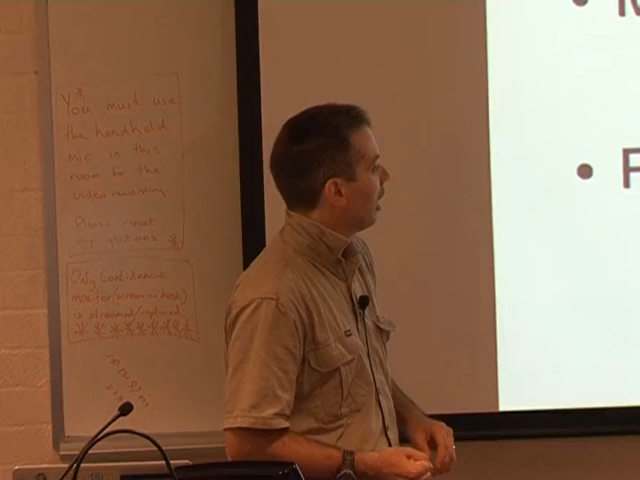 You must use
the handheld
mic in this
room for the
video recording.
Please repeat
any questions
Only Confidence
monitor/screen on desk)
is streamed/captured